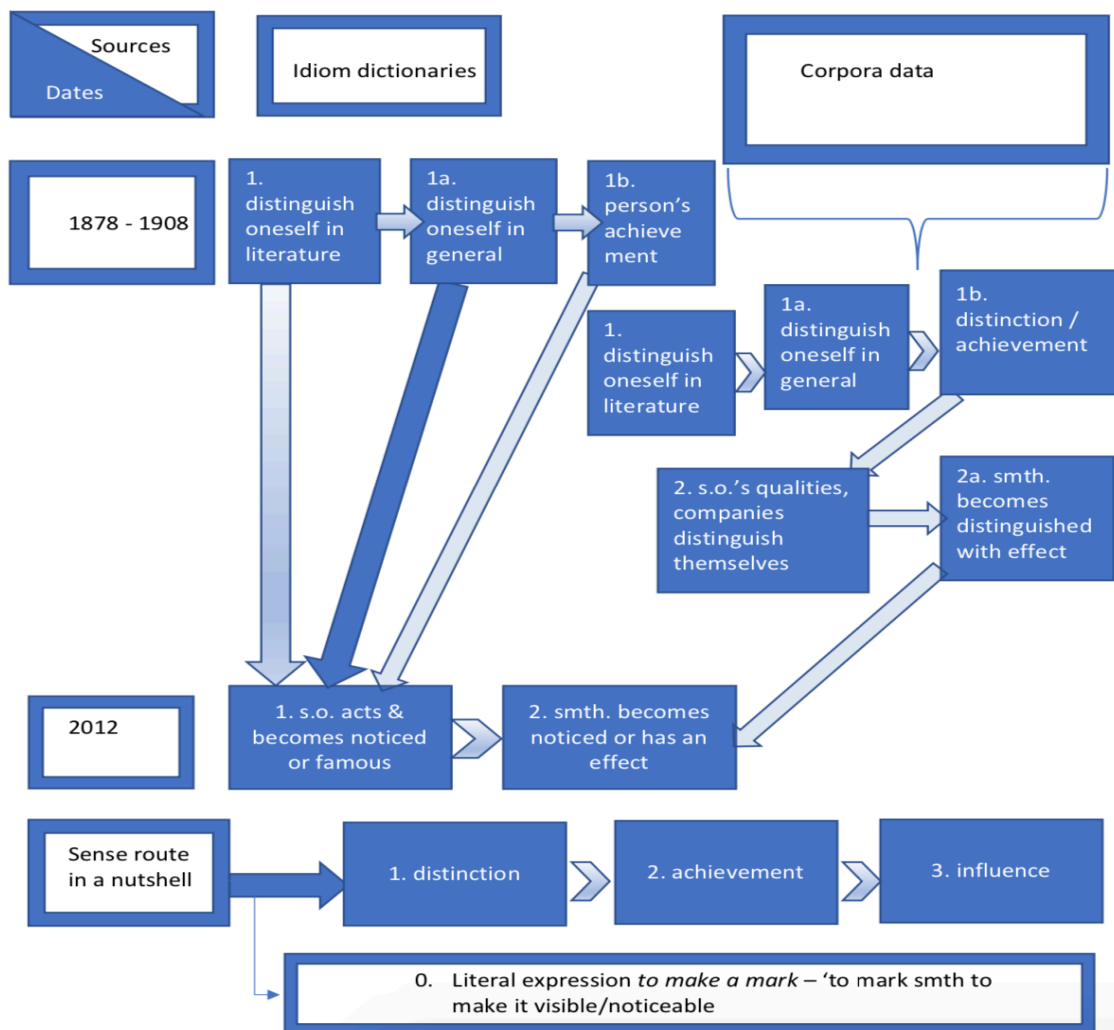 Sources
Dates
Idiom dictionaries
Corpora data
1878 - 1908
1.
distinguish
oneself in
literature
1a.
distinguish
oneself in
general
1b.
person's
achieve
ment
1.
distinguish
oneself in
literature
1a.
distinguish
oneself in
general
1b.
distinction /
achievement
2. s.o.'s qualities,
companies
distinguish
themselves
2a. smth.
becomes
distinguished
with effect
2012
1. s.o. acts &
becomes noticed
or famous
2. smth. becomes
noticed or has an
effect
Sense route
in a nutshell
1. distinction
2. achievement
3. influence
0. Literal expression to make a mark – ‘to mark smth to
make it visible/noticeable